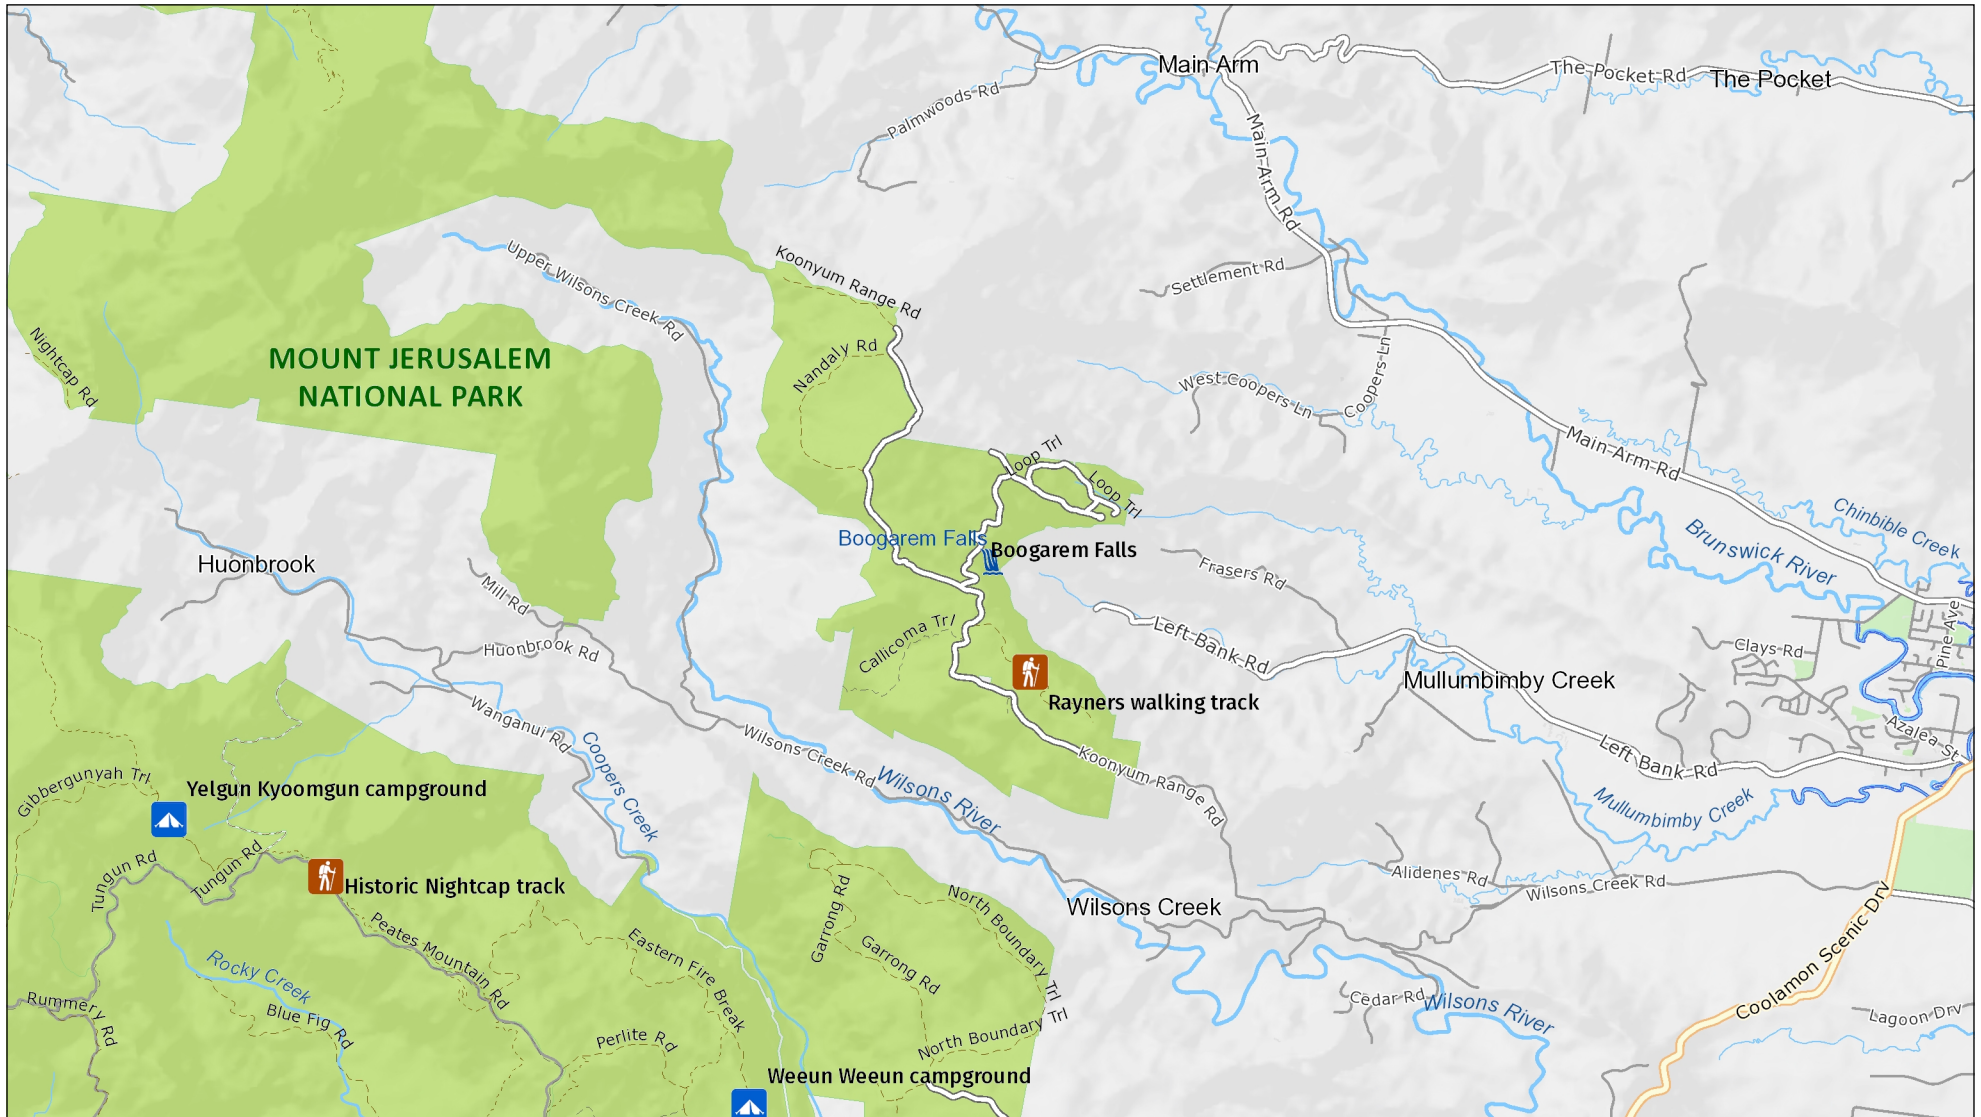 Main Arm
The Pocket Rd
The Pocket
Palmwoods Rd
Main Arm Rd
Upper Wilsons Creek Rd
Koonyum Range Rd
Settlement Rd
Nightcap Rd
MOUNT JERUSALEM
NATIONAL PARK
Nandaly Rd
West Coopers Ln
Coopers Ln
Loop Trl
Loop Trl
Main Arm Rd
Chinbible Creek
Brunswick River
Boogarem Falls
Boogarem Falls
Huonbrook
Frasers Rd
Mill Rd
Huonbrook Rd
Callicoma Trl
Left Bank Rd
Clays Rd
Pine Ave
Mullumbimby Creek
Rayners walking track
Wanganui Rd
Coopers Creek
Wilsons Creek Rd
Wilsons River
Koonyum Range Rd
Azalea St
Left Bank Rd
Mullumbimby Creek
Gibbergunyah Trl
Yelgun Kyoomgun campground
Tungun Rd
Tungun Rd
Historic Nightcap track
Alidenes Rd
Wilsons Creek Rd
Garrong Rd
North Boundary Trl
Wilsons Creek
Peates Mountain Rd
Eastern Fire Break
Garrong Rd
Coolamon Scenic Drv
Rocky Creek
Rummery Rd
Blue Fig Rd
Cedar Rd
Wilsons River
Lagoon Drv
Perlite Rd
North Boundary Trl
Weeun Weeun campground